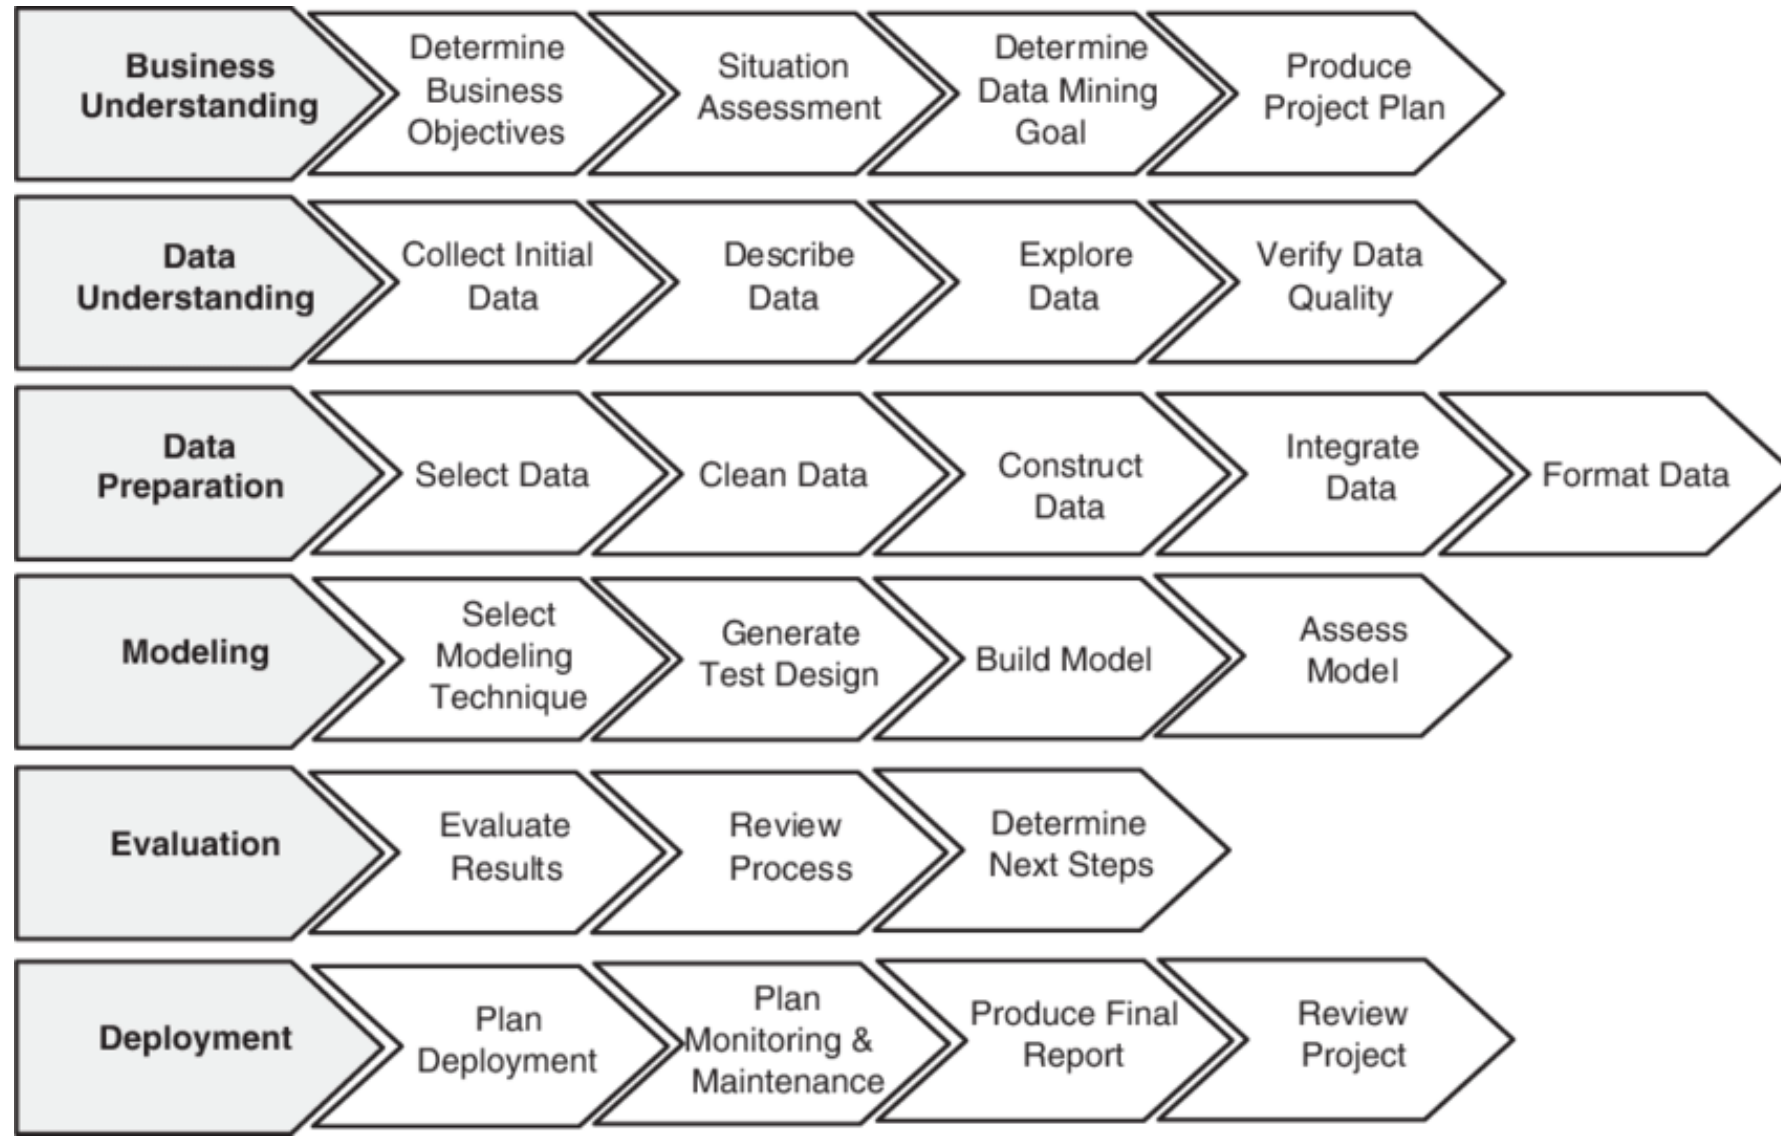 Business
Understanding
Determine
Business
Objectives
Situation
Assessment
Determine
Data Mining
Goal
Produce
Project Plan
Data
Understanding
Collect Initial
Data
Describe
Data
Explore
Data
Verify Data
Quality
Data
Preparation
Select Data
Clean Data
Construct
Data
Integrate
Data
Format Data
Modeling
Select
Modeling
Technique
Generate
Test Design
Build Model
Assess
Model
Evaluation
Evaluate
Results
Review
Process
Determine
Next Steps
Deployment
Plan
Deployment
Plan
Monitoring &
Maintenance
Produce Final
Report
Review
Project